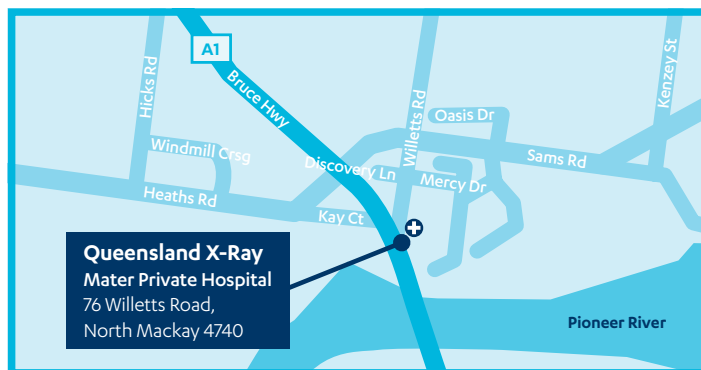 A1
Hicks Rd
Bruce Hwy
Willetts Rd
Kenzey St
Oasis Dr
Windmill Crsg
Discovery Ln
Sams Rd
Mercy Dr
Heaths Rd
Kay Ct
Queensland X-Ray
Mater Private Hospital
76 Willetts Road,
North Mackay 4740
Pioneer River